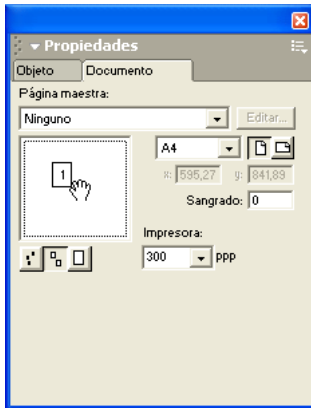 Propiedades
Objeto Documento
Página maestra:
Ninguno Editar...
1 A4
x: 595,27 y: 841,89
Sangrado: 0
Impresora:
300 ppp